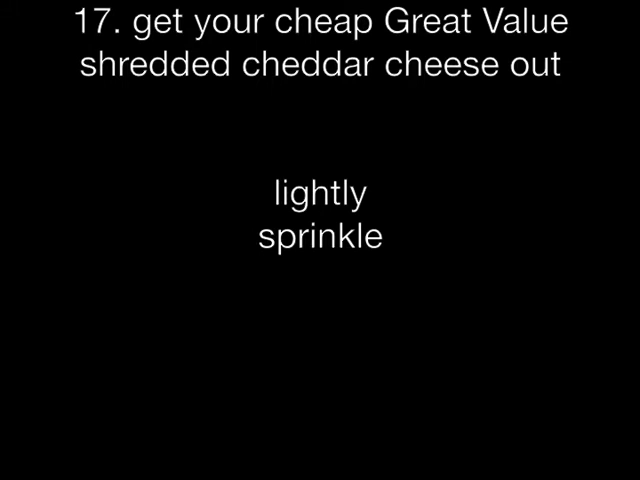 17. get your cheap Great Value
shredded cheddar cheese out
lightly
sprinkle